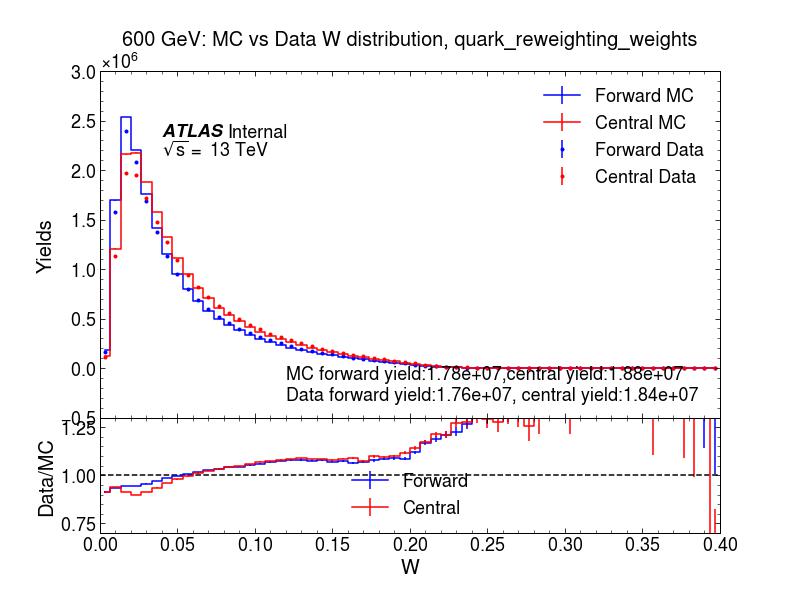 600 GeV: MC vs Data W distribution, quark_reweighting_weights
×10⁶
3.0
2.5
2.0
1.5
1.0
0.5
0.0
Yields
ATLAS Internal
√s = 13 TeV
Forward MC
Central MC
Forward Data
Central Data
MC forward yield:1.78e+07,central yield:1.88e+07
Data forward yield:1.76e+07, central yield:1.84e+07
0.5
1.25
1.00
0.75
Data/MC
Forward
Central
0.00 0.05 0.10 0.15 0.20 0.25 0.30 0.35 0.40
W